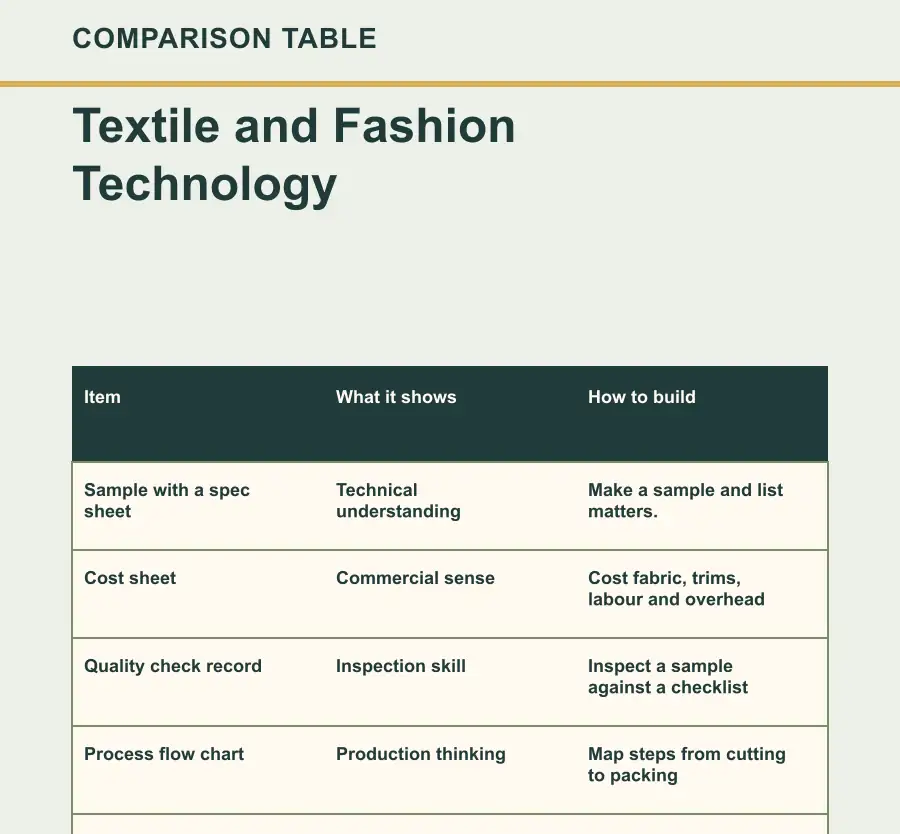 COMPARISON TABLE
Textile and Fashion
Technology
Item
What it shows
How to build
Sample with a spec
sheet
Technical
understanding
Make a sample and list
matters.
Cost sheet
Commercial sense
Cost fabric, trims,
labour and overhead
Quality check record
Inspection skill
Inspect a sample
against a checklist
Process flow chart
Production thinking
Map steps from cutting
to packing